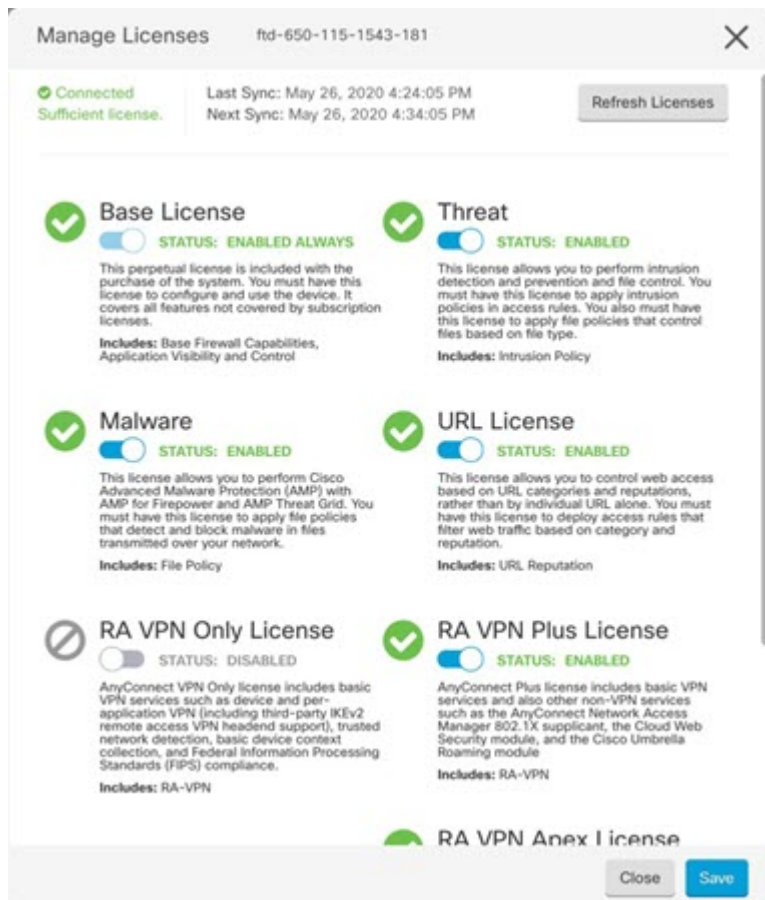 Manage Licenses ftd-650-115-1543-181
Connected
Sufficient license.
Last Sync: May 26, 2020 4:24:05 PM
Next Sync: May 26, 2020 4:34:05 PM
Refresh Licenses
Base License
STATUS: ENABLED ALWAYS
This perpetual license is included with the
purchase of the system. You must have this
license to configure and use the device. It
covers all features not covered by subscription
licenses.
Includes: Base Firewall Capabilities,
Application Visibility and Control
Threat
STATUS: ENABLED
This license allows you to perform intrusion
detection and prevention and file control. You
must have this license to apply intrusion
policies in access rules. You also must have
this license to apply file policies that control
files based on file type.
Includes: Intrusion Policy
Malware
STATUS: ENABLED
This license allows you to perform Cisco
Advanced Malware Protection (AMP) with
AMP for Firepower and AMP Threat Grid. You
must have this license to apply file policies
that detect and block malware in files
transmitted over your network.
Includes: File Policy
URL License
STATUS: ENABLED
This license allows you to control web access
based on URL categories and reputations,
rather than by individual URL alone. You must
have this license to deploy access rules that
filter web traffic based on category and
reputation.
Includes: URL Reputation
RA VPN Only License
STATUS: DISABLED
AnyConnect VPN Only license includes basic
VPN services such as device and per-
application VPN (including third-party IKEv2
remote access VPN headend support), trusted
network detection, basic device context
collection, and Federal Information Processing
Standards (FIPS) compliance.
Includes: RA-VPN
RA VPN Plus License
STATUS: ENABLED
AnyConnect Plus license includes basic VPN
services and also other non-VPN services
such as the AnyConnect Network Access
Manager 802.1X supplicant, the Cloud Web
Security module, and the Cisco Umbrella
Roaming module
Includes: RA-VPN
RA VPN Apex License
Close
Save